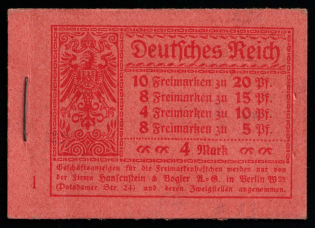 Deutsches Reich
10 Freimarken zu 20 Pf.
8 Freimarken zu 15 Pf.
4 Freimarken zu 10 Pf.
8 Freimarken zu 5 Pf.
4 Mark
Geschäftsanzeigen für die Freimarkenheftchen werden nur von
der Firma Haasenstein & Vogler A.-G. in Berlin W 35
(Potsdamer Str. 24) und deren Zweigstellen angenommen.
1